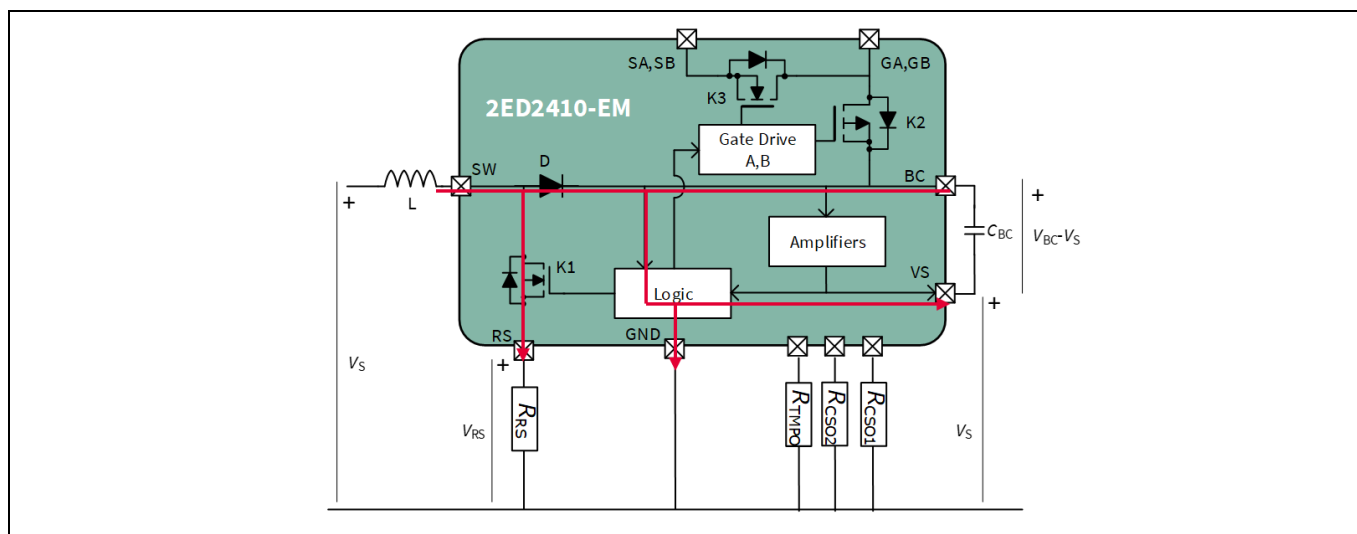 SA,SB
GA,GB
K3
2ED2410-EM
K2
Gate Drive
A,B
SW
D
BC
+
L
+
CBC
VBC-VS
Amplifiers
K1
VS
Logic
+
RS
GND
+
VS
RRS
VRS
RTMPO
RCSO2
RCSO1
VS